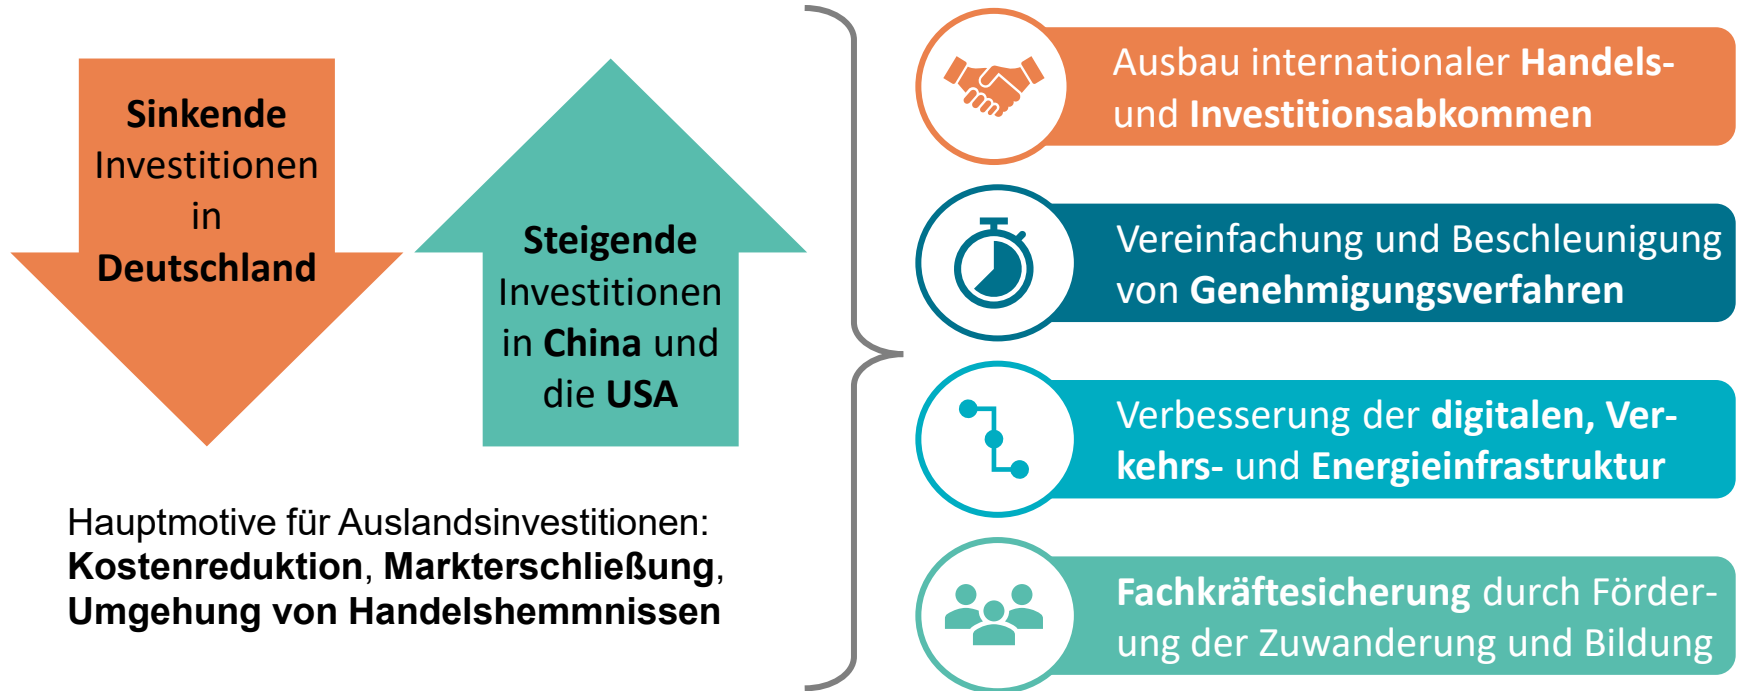 Sinkende
Investitionen
in
Deutschland
Steigende
Investitionen
in China und
die USA
Hauptmotive für Auslandsinvestitionen:
Kostenreduktion, Markterschließung,
Umgehung von Handelshemmnissen
Ausbau internationaler Handels-
und Investitionsabkommen
Vereinfachung und Beschleunigung
von Genehmigungsverfahren
Verbesserung der digitalen, Ver-
kehrs- und Energieinfrastruktur
Fachkräftesicherung durch Förder-
ung der Zuwanderung und Bildung